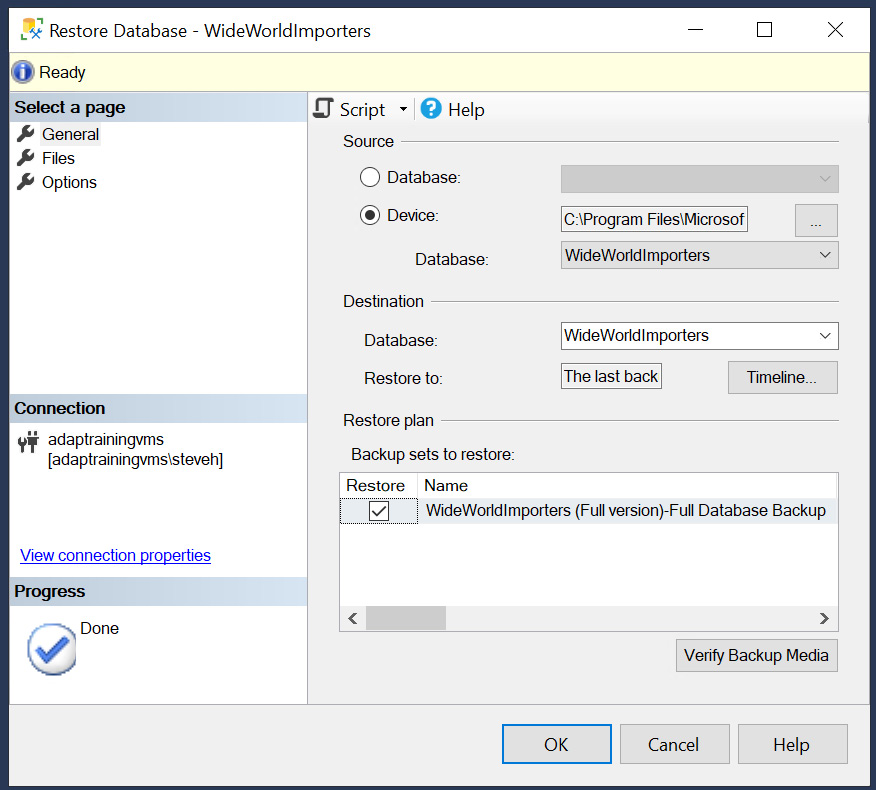 Restore Database - WideWorldImporters
Ready
Select a page
General
Files
Options
Connection
adaptrainingvms
[adaptrainingvms\steveh]
View connection properties
Progress
Done
Script
Help
Source
Database:
Device:
C:\Program Files\Microsof
...
Database:
WideWorldImporters
Destination
Database:
WideWorldImporters
Restore to:
The last back
Timeline...
Restore plan
Backup sets to restore:
Restore Name
WideWorldImporters (Full version)-Full Database Backup
Verify Backup Media
OK
Cancel
Help